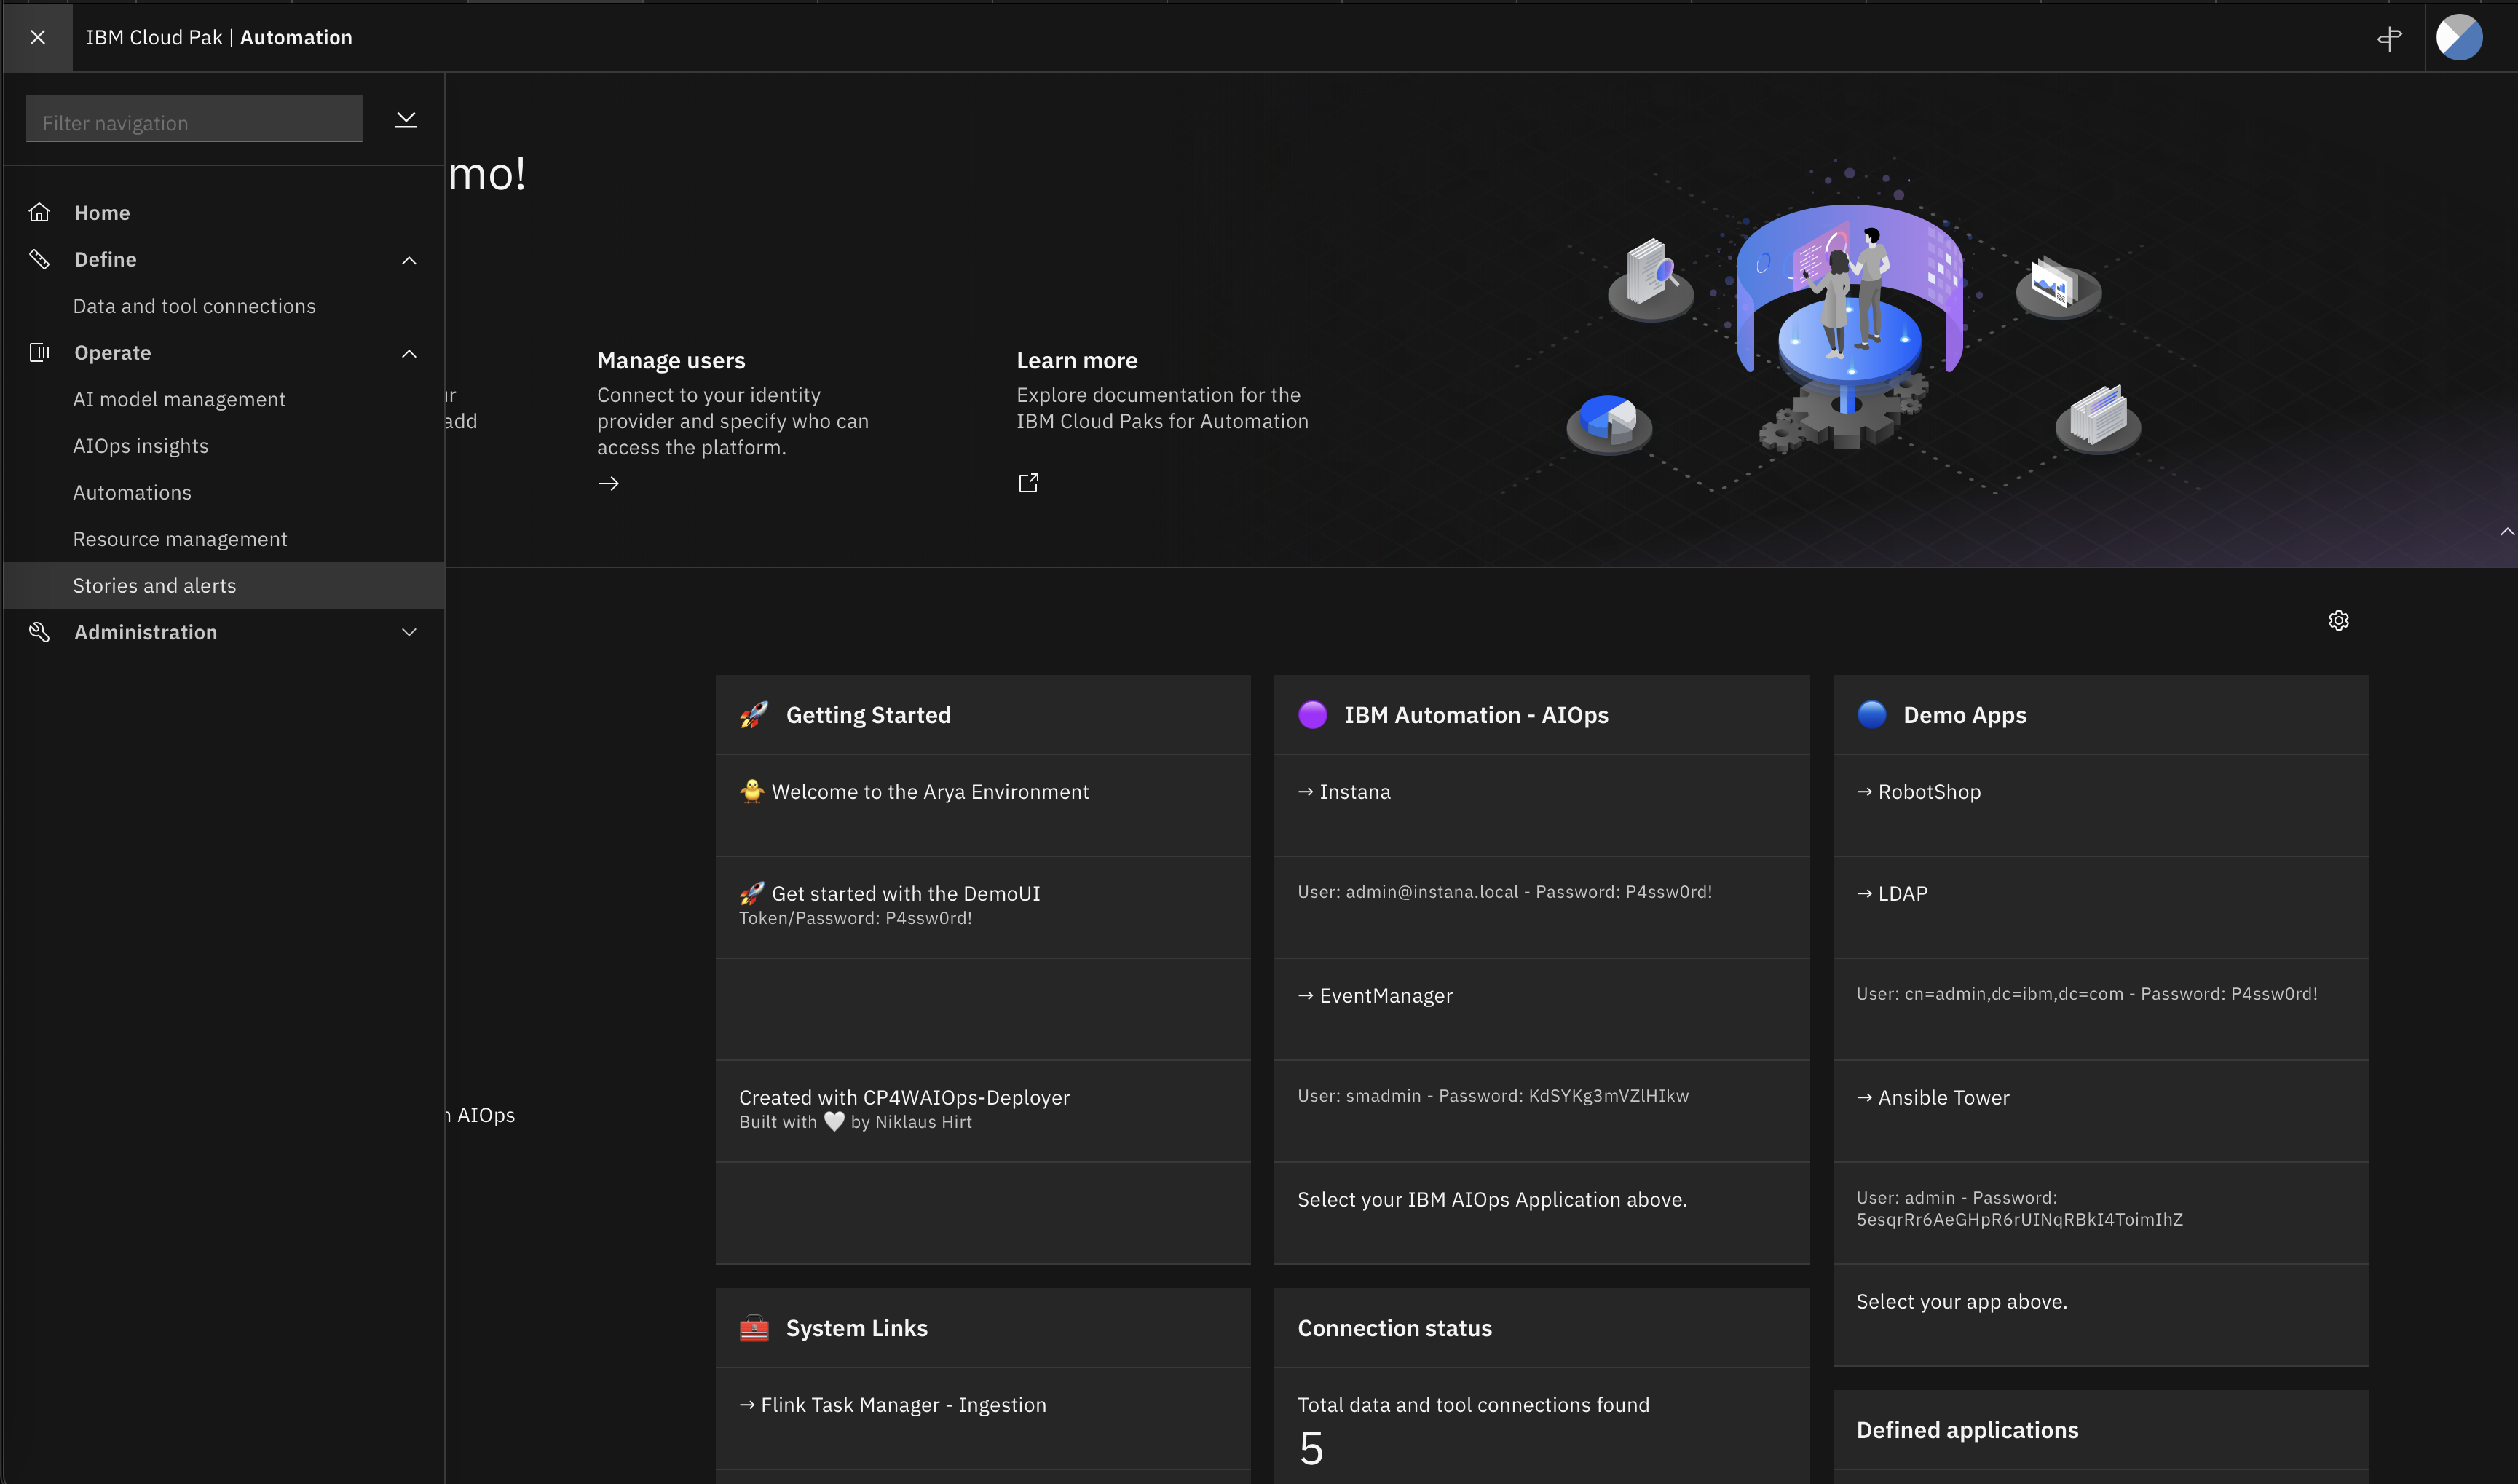 IBM Cloud Pak | Automation
Filter navigation
Home
Define
Data and tool connections
Operate
AI model management
AIOps insights
Automations
Resource management
Stories and alerts
Administration
mo!
add
Manage users
Connect to your identity
provider and specify who can
access the platform.
Learn more
Explore documentation for the
IBM Cloud Paks for Automation
AIOps
🚀 Getting Started
🐥 Welcome to the Arya Environment
🚀 Get started with the DemoUI
Token/Password: P4ssw0rd!
Created with CP4WAIOps-Deployer
Built with 🤍 by Niklaus Hirt
🟣 IBM Automation - AIOps
→ Instana
User: admin@instana.local - Password: P4ssw0rd!
→ EventManager
User: smadmin - Password: KdSYKg3mVZlHIkw
Select your IBM AIOps Application above.
🔵 Demo Apps
→ RobotShop
→ LDAP
User: cn=admin,dc=ibm,dc=com - Password: P4ssw0rd!
→ Ansible Tower
User: admin - Password:
5esqrRr6AeGHpR6rUINqRBkI4ToimIhZ
Select your app above.
🧰 System Links
→ Flink Task Manager - Ingestion
Connection status
Total data and tool connections found
5
Defined applications